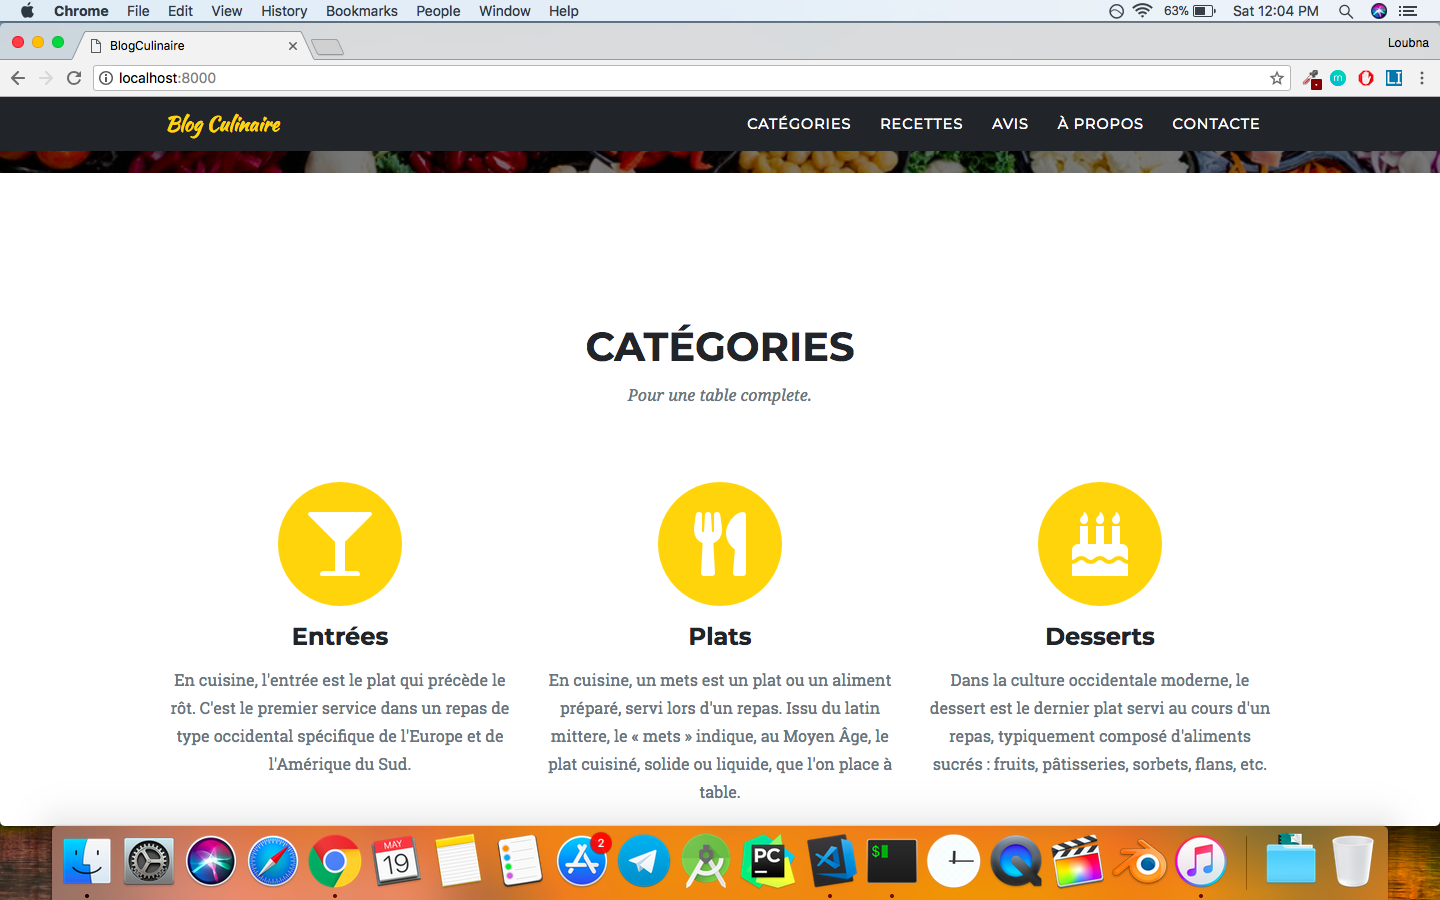 Chrome File Edit View History Bookmarks People Window Help 63% Sat 12:04 PM
BlogCulinaire
Loubna
localhost:8000
m
LI
Blog Culinaire CATÉGORIES RECETTES AVIS À PROPOS CONTACTE
CATÉGORIES
Pour une table complete.
Entrées
En cuisine, l'entrée est le plat qui précède le
rôt. C'est le premier service dans un repas de
type occidental spécifique de l'Europe et de
l'Amérique du Sud.
Plats
En cuisine, un mets est un plat ou un aliment
préparé, servi lors d'un repas. Issu du latin
mittere, le « mets » indique, au Moyen Âge, le
plat cuisiné, solide ou liquide, que l'on place à
table.
Desserts
Dans la culture occidentale moderne, le
dessert est le dernier plat servi au cours d'un
repas, typiquement composé d'aliments
sucrés : fruits, pâtisseries, sorbets, flans, etc.
MAY
19
2
PC
$